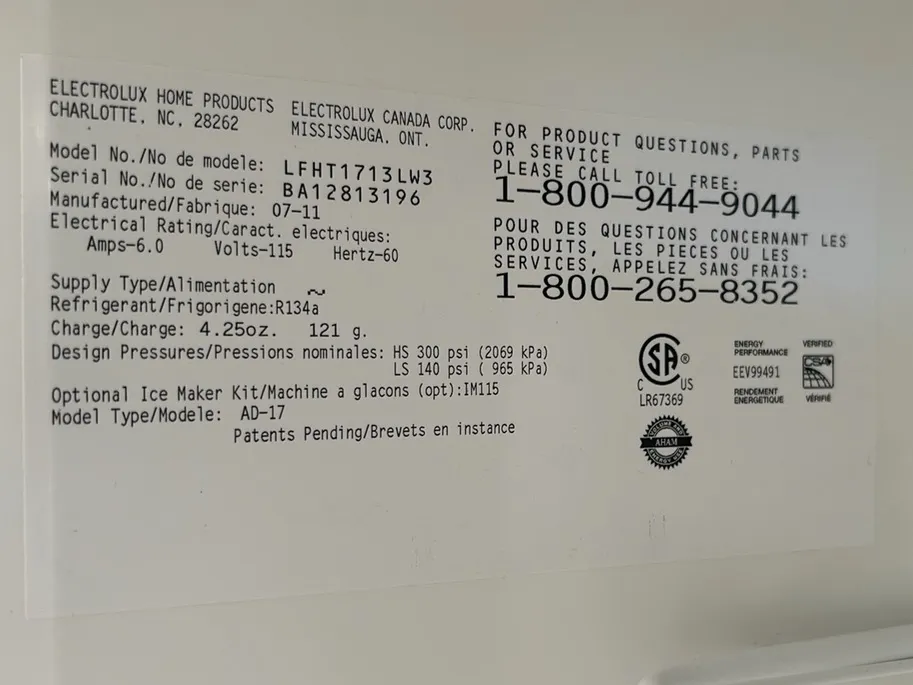 ELECTROLUX HOME PRODUCTS
CHARLOTTE, NC, 28262
ELECTROLUX CANADA CORP.
MISSISSAUGA, ONT.
Model No./No de modele: LFHT1713LW3
Serial No./No de serie: BA12813196
Manufactured/Fabrique: 07-11
Electrical Rating/Caract. electriques:
Amps-6.0 Volts-115 Hertz-60
Supply Type/Alimentation ~
Refrigerant/Frigorigene:R134a
Charge/Charge: 4.25oz. 121 g.
Design Pressures/Pressions nominales: HS 300 psi (2069 kPa)
LS 140 psi ( 965 kPa)
Optional Ice Maker Kit/Machine a glacons (opt):IM115
Model Type/Modele: AD-17
Patents Pending/Brevets en instance
FOR PRODUCT QUESTIONS, PARTS
OR SERVICE
PLEASE CALL TOLL FREE:
1-800-944-9044
POUR DES QUESTIONS CONCERNANT LES
PRODUITS, LES PIECES OU LES
SERVICES, APPELEZ SANS FRAIS:
1-800-265-8352
SA®
C US
LR67369
ENERGY
PERFORMANCE
EEV99491
RENDEMENT
ENERGETIQUE
VERIFIED
CSA
VÉRIFIÉ
AHAM